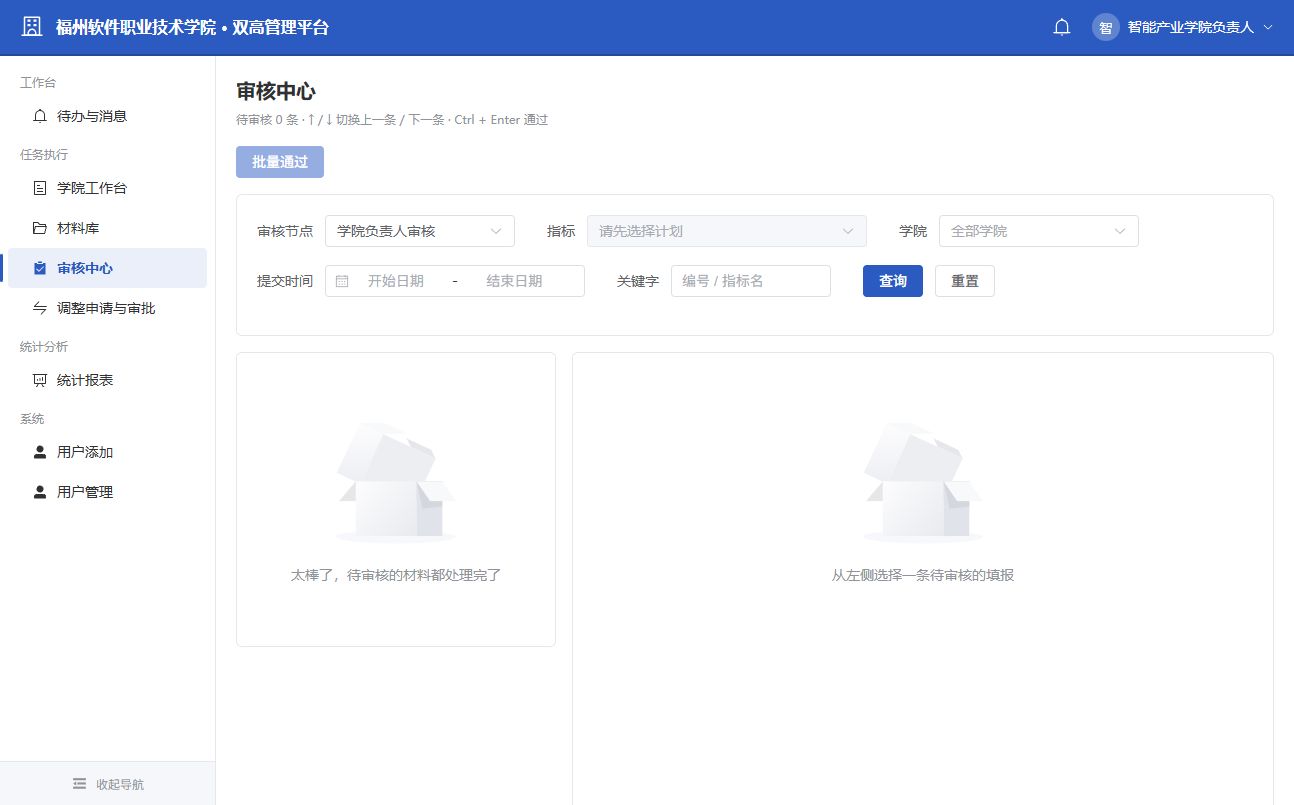 福州软件职业技术学院 • 双高管理平台
智 智能产业学院负责人
工作台
待办与消息
任务执行
学院工作台
材料库
审核中心
调整申请与审批
统计分析
统计报表
系统
用户添加
用户管理
收起导航
审核中心
待审核 0 条 · ↑ / ↓ 切换上一条 / 下一条 · Ctrl + Enter 通过
批量通过
审核节点 学院负责人审核 指标 请先选择计划 学院 全部学院
提交时间 开始日期 - 结束日期 关键字 编号 / 指标名 查询 重置
太棒了，待审核的材料都处理完了
从左侧选择一条待审核的填报